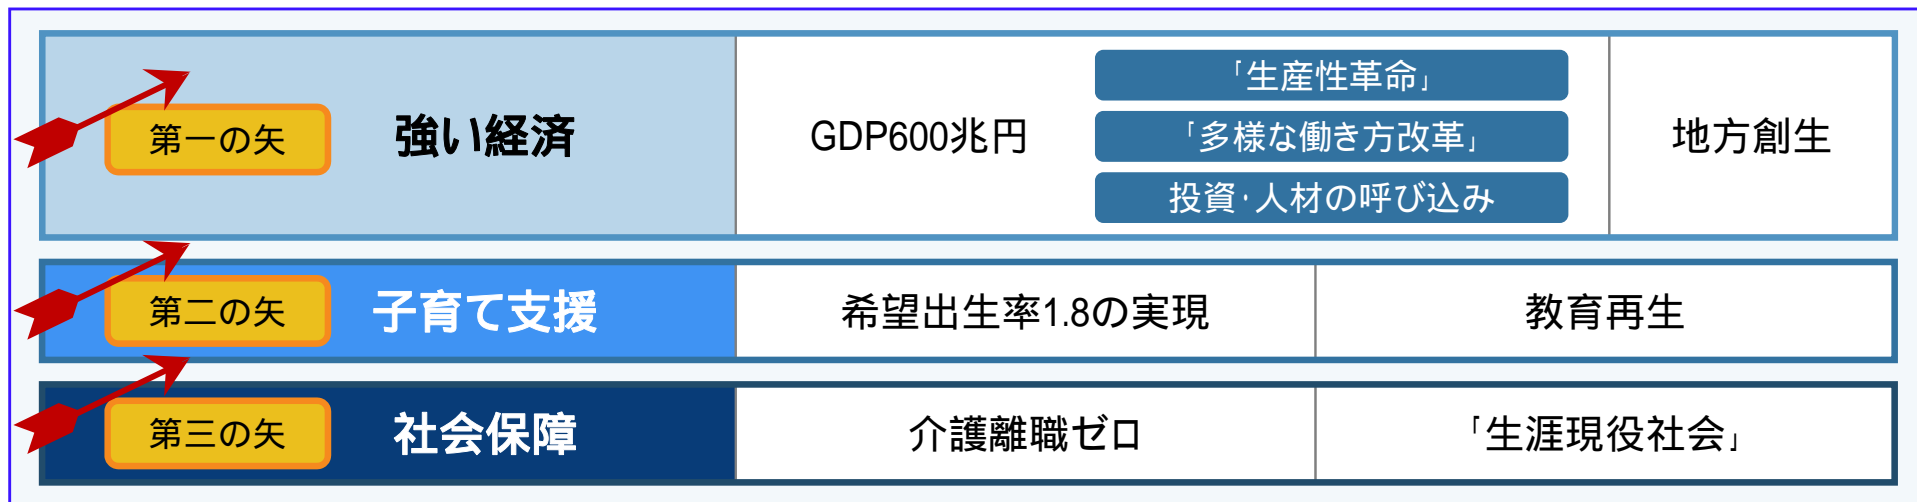 第一の矢
強い経済
GDP600兆円
「生産性革命」
「多様な働き方改革」
投資・人材の呼び込み
地方創生
第二の矢
子育て支援
希望出生率1.8の実現
教育再生
第三の矢
社会保障
介護離職ゼロ
「生涯現役社会」